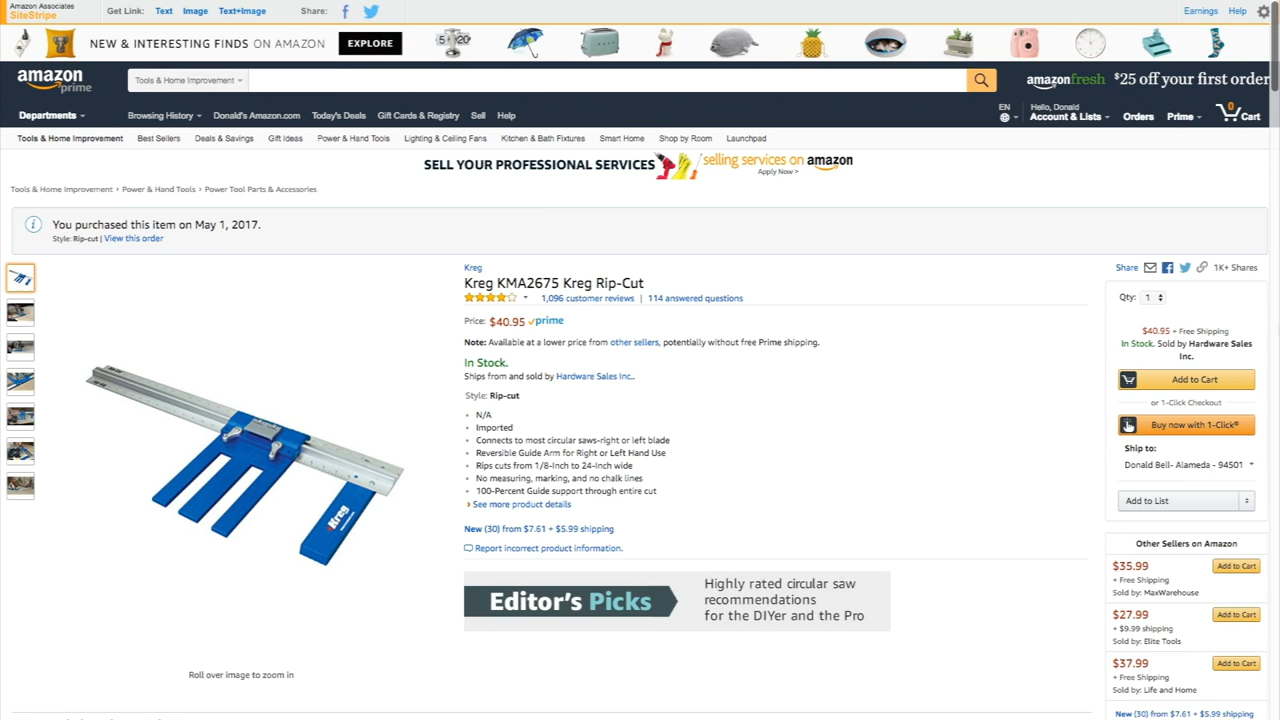 Amazon Associates
SiteStripe
Get Link: Text Image Text+Image Share:
Earnings Help
NEW & INTERESTING FINDS ON AMAZON EXPLORE
amazon prime
Tools & Home Improvement
amazonfresh $25 off your first order
Departments
Browsing History Donald's Amazon.com Today's Deals Gift Cards & Registry Sell Help
EN
Hello, Donald
Account & Lists Orders Prime 0 Cart
Tools & Home Improvement Best Sellers Deals & Savings Gift Ideas Power & Hand Tools Lighting & Ceiling Fans Kitchen & Bath Fixtures Smart Home Shop by Room Launchpad
SELL YOUR PROFESSIONAL SERVICES selling services on amazon
Apply Now >
Tools & Home Improvement › Power & Hand Tools › Power Tool Parts & Accessories
You purchased this item on May 1, 2017.
Style: Rip-cut | View this order
Kreg
Kreg KMA2675 Kreg Rip-Cut
1,096 customer reviews | 114 answered questions
Price: $40.95 prime
Note: Available at a lower price from other sellers, potentially without free Prime shipping.
In Stock.
Ships from and sold by Hardware Sales Inc..
Style: Rip-cut
• N/A
• Imported
• Connects to most circular saws-right or left blade
• Reversible Guide Arm for Right or Left Hand Use
• Rips cuts from 1/8-Inch to 24-Inch wide
• No measuring, marking, and no chalk lines
• 100-Percent Guide support through entire cut
› See more product details
New (30) from $7.61 + $5.99 shipping
Report incorrect product information.
Editor's Picks
Highly rated circular saw
recommendations
for the DIYer and the Pro
Kreg
Roll over image to zoom in
Share 1K+ Shares
Qty: 1
$40.95 + Free Shipping
In Stock. Sold by Hardware Sales
Inc.
Add to Cart
or 1-Click Checkout
Buy now with 1-Click®
Ship to:
Donald Bell- Alameda - 94501
Add to List
Other Sellers on Amazon
$35.99 Add to Cart
+ Free Shipping
Sold by: MaxWarehouse
$27.99 Add to Cart
+ $9.99 shipping
Sold by: Elite Tools
$37.99 Add to Cart
+ Free Shipping
Sold by: Life and Home
New (30) from $7.61 + $5.99 shipping